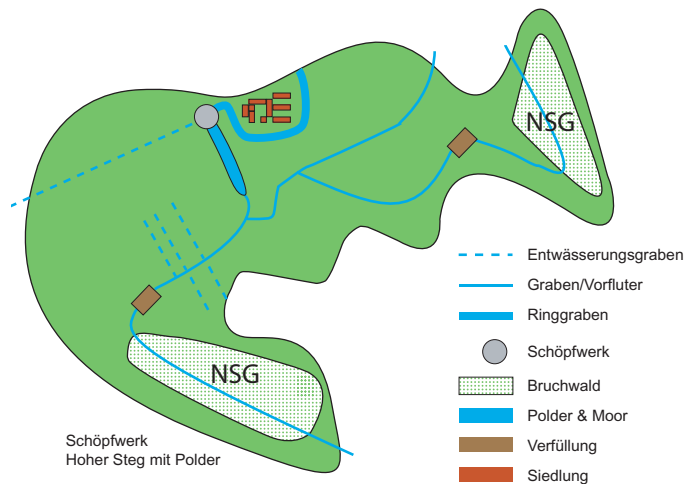 NSG
Entwässerungsgraben
Graben/Vorfluter
Ringgraben
Schöpfwerk
Bruchwald
Polder & Moor
Verfüllung
Siedlung
NSG
Schöpfwerk
Hoher Steg mit Polder